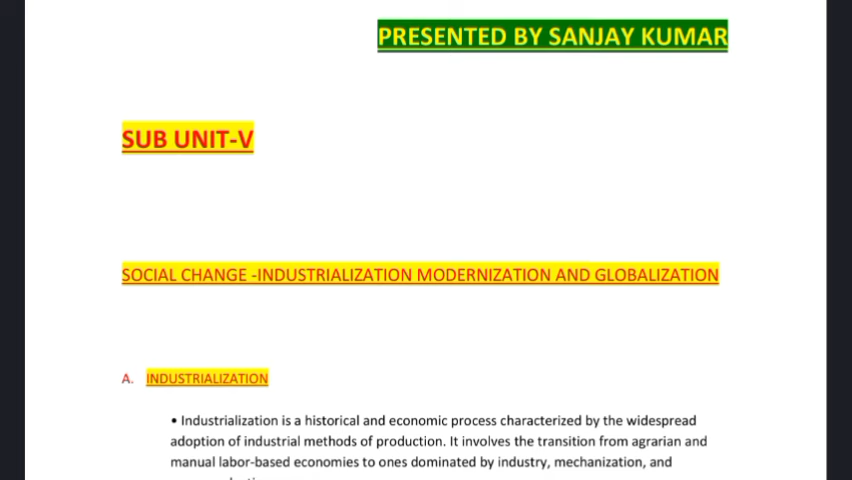 PRESENTED BY SANJAY KUMAR
SUB UNIT-V
SOCIAL CHANGE -INDUSTRIALIZATION MODERNIZATION AND GLOBALIZATION
A. INDUSTRIALIZATION
• Industrialization is a historical and economic process characterized by the widespread
adoption of industrial methods of production. It involves the transition from agrarian and
manual labor-based economies to ones dominated by industry, mechanization, and